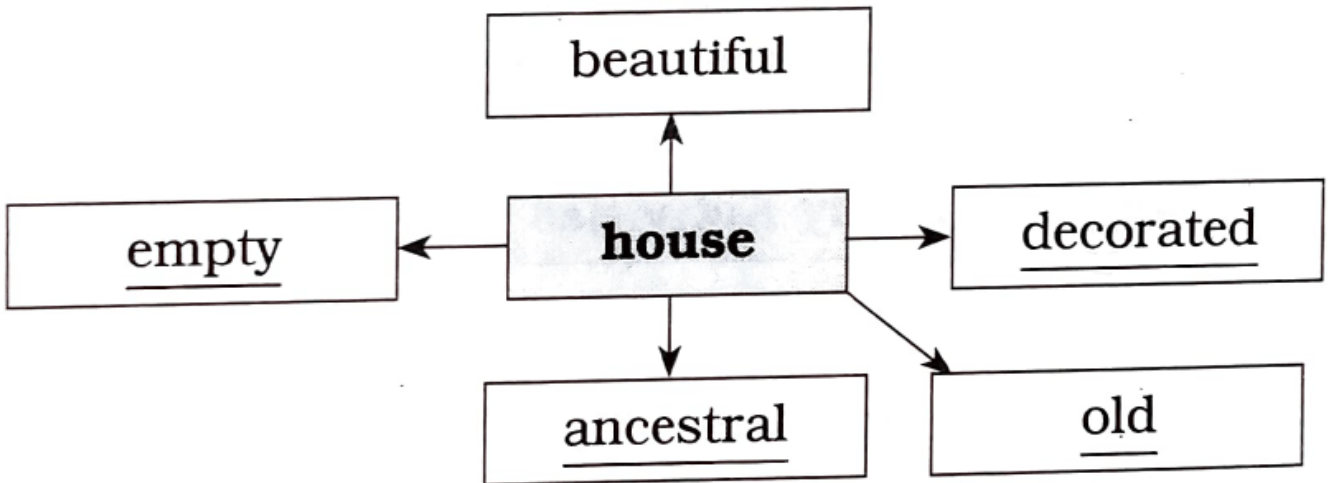 beautiful
empty
house
decorated
ancestral
old